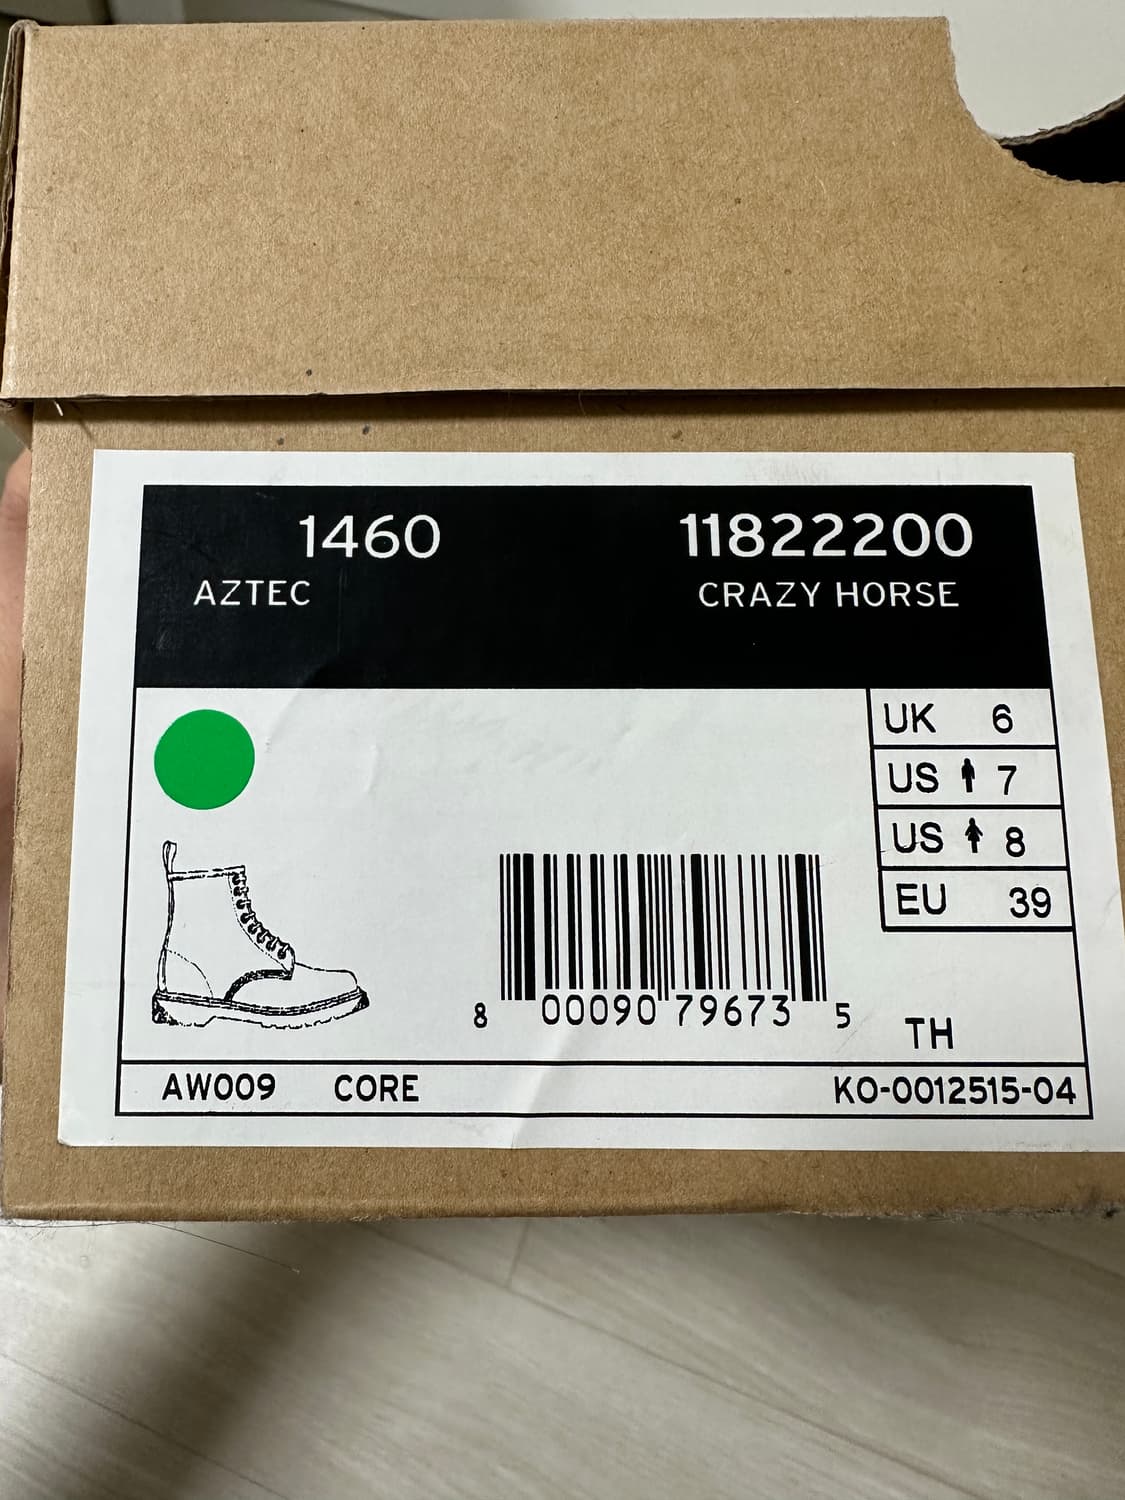 1460 11822200
AZTEC CRAZY HORSE
UK 6
US 7
US 8
EU 39
8 00090 79673 5
TH
AW009 CORE KO-0012515-04